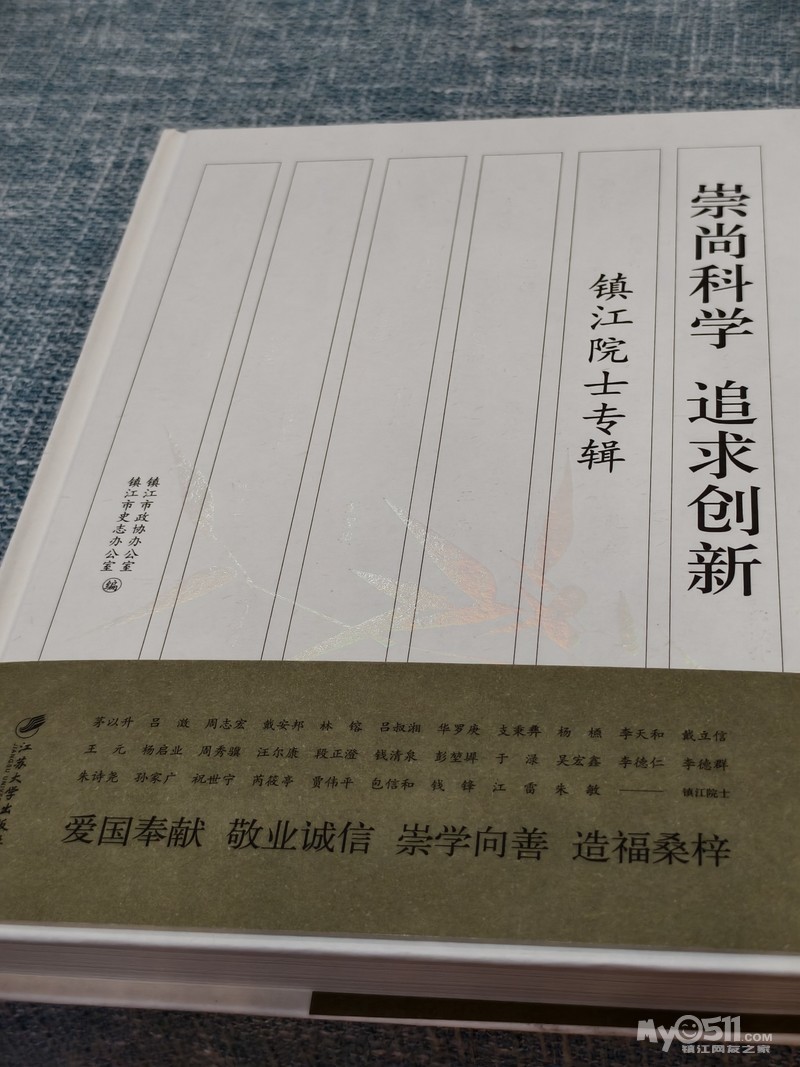 崇尚科学 追求创新
镇江院士专辑
镇江市政协办公室
镇江市史志办公室
编
茅以升 吕澂 周志宏 戴安邦 林镕 吕叔湘 华罗庚 支秉彝 杨槱 李天和 戴立信
王元 杨启业 周秀骥 汪尔康 段正澄 钱清泉 彭堃墀 于渌 吴宏鑫 李德仁 李德群
朱诗尧 孙家广 祝世宁 芮筱亭 贾伟平 包信和 钱锋 江雷 朱敏 —— 镇江院士
爱国奉献 敬业诚信 崇学向善 造福桑梓
江苏大学出版社
My0511.COM
镇江网友之家